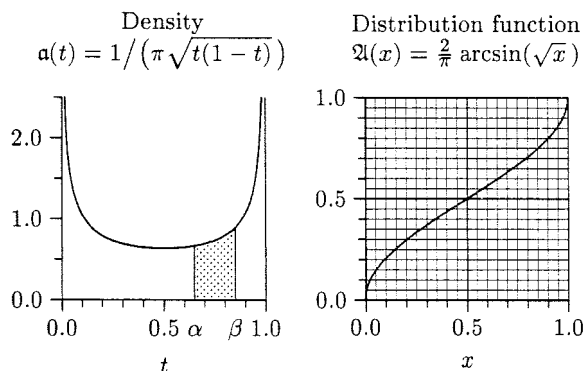 Density
𝔞(t) = 1/(π√t(1 − t))
2.0
1.0
0.0
0.0 0.5 α β 1.0
t
Distribution function
𝔄(x) = 2/π arcsin(√x)
1.0
0.5
0.0
0.0 0.5 1.0
x